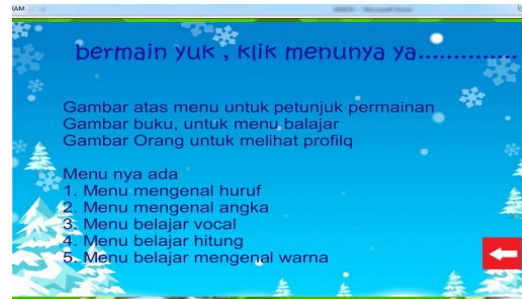 bermain yuk , klik menunya ya..............
Gambar atas menu untuk petunjuk permainan
Gambar buku, untuk menu balajar
Gambar Orang untuk melihat profilq
Menu nya ada
1. Menu mengenal huruf
2. Menu mengenal angka
3. Menu belajar vocal
4. Menu belajar hitung
5. Menu belajar mengenal warna